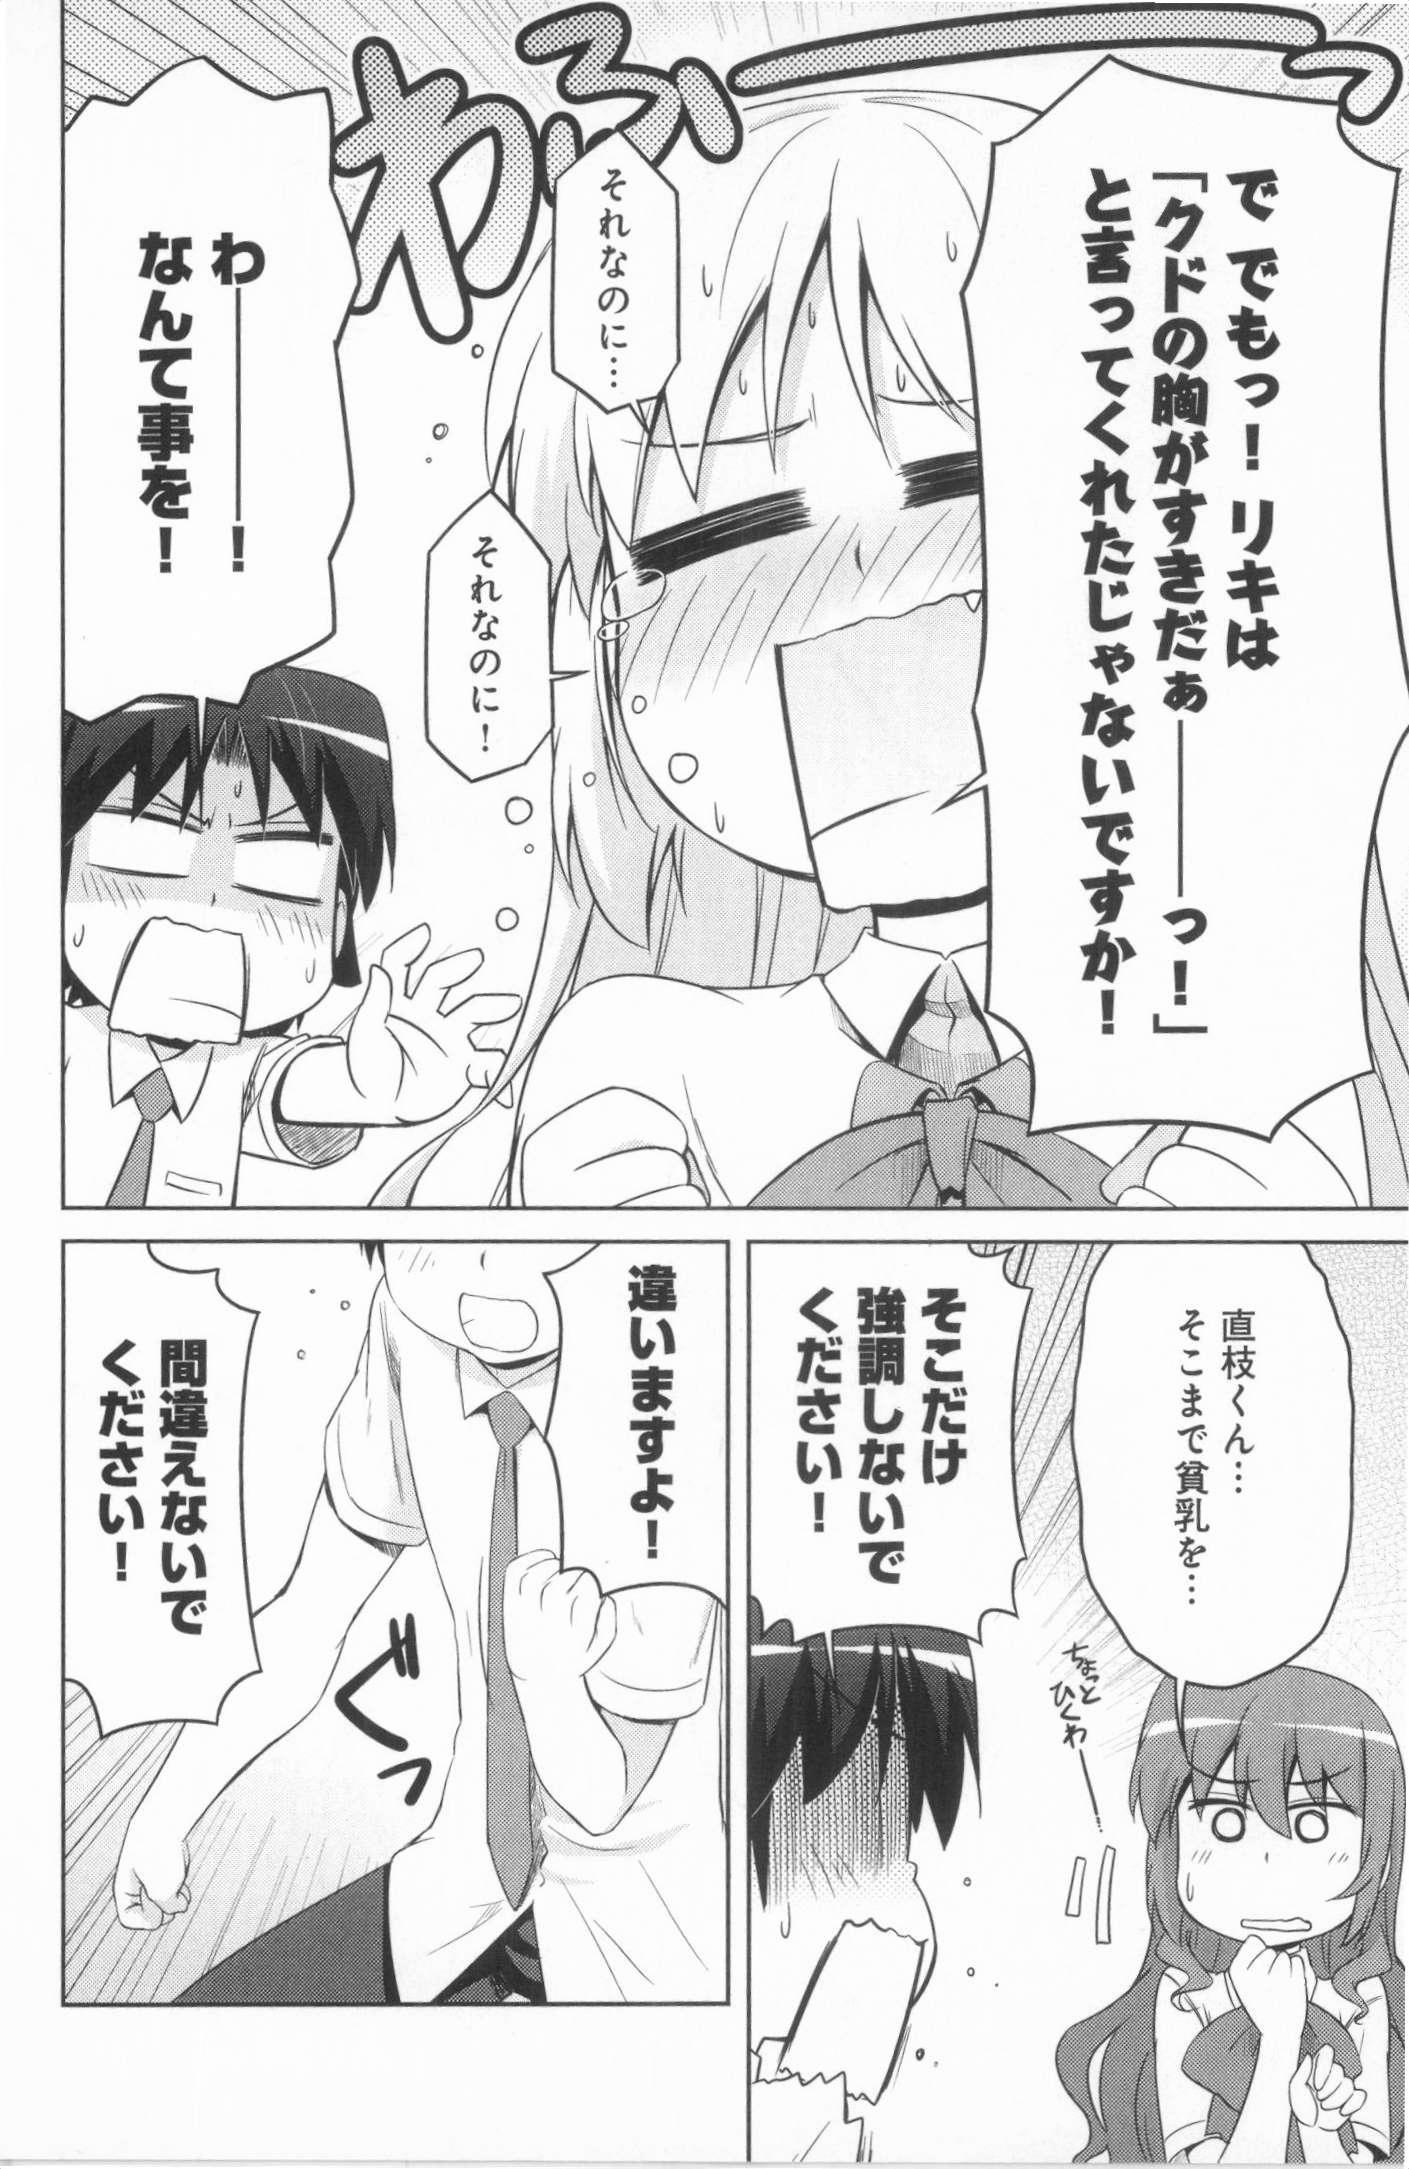 わふーーっ
で でもっ！リキは
「クドの胸がすきだぁーーっ！」
と言ってくれたじゃないですか！
それなのに…
それなのに！
わーーー！
なんて事を！
直枝くん…
そこまで貧乳を…
ちょっと
ひくわー…
そこだけ
強調しないで
ください！
違いますよ！
間違えないで
ください！
ぐっ